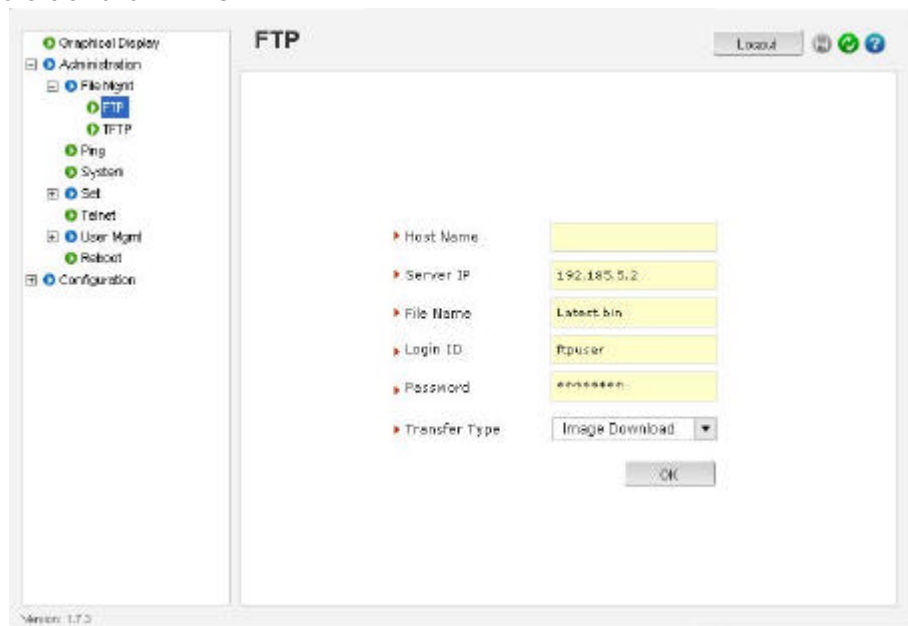 Graphical Display
Administration
File Mgmt
FTP
TFTP
Ping
System
Set
Telnet
User Mgmt
Reboot
Configuration
FTP
Logout
Host Name
Server IP
192.185.5.2
File Name
Latest.bin
Login ID
ftpuser
Password
********
Transfer Type
Image Download
OK
Version: 1.7.3